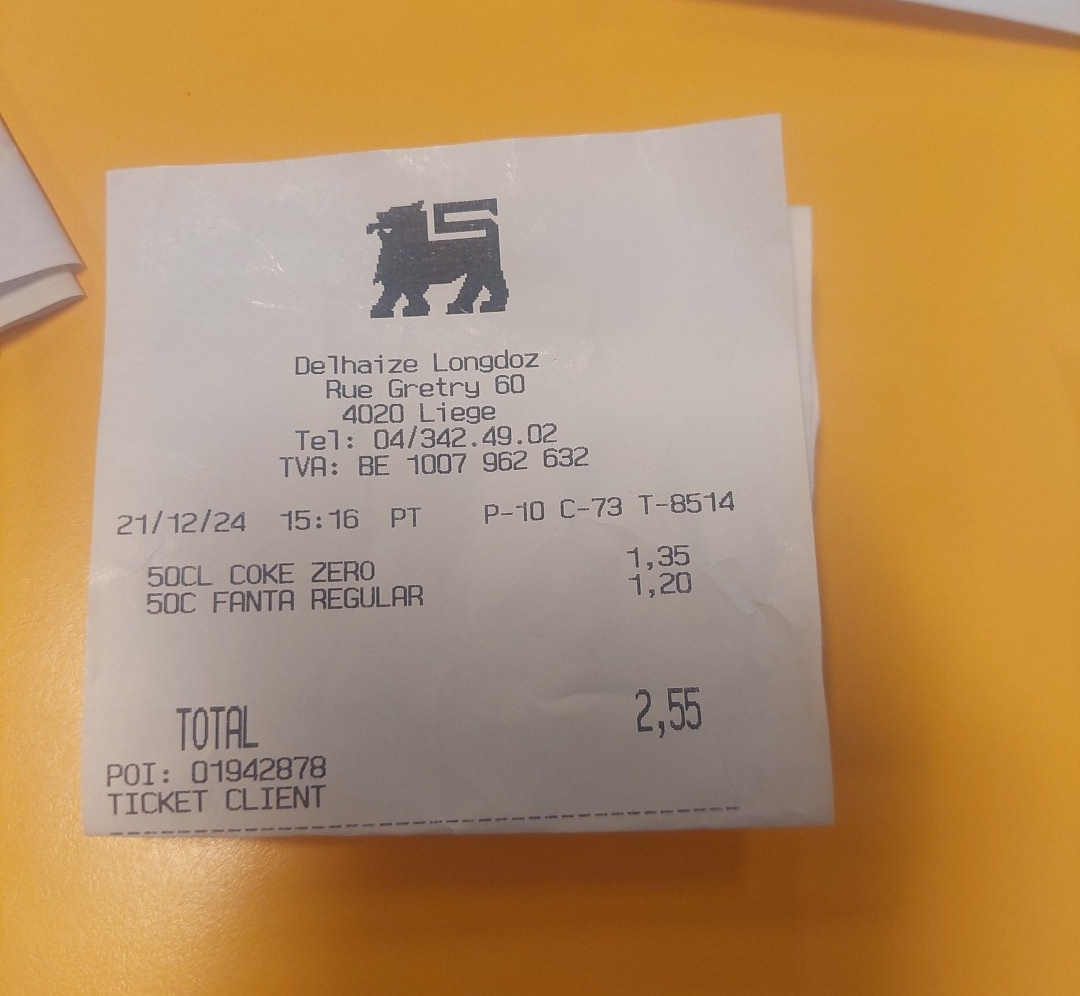 Delhaize Longdoz
Rue Gretry 60
4020 Liege
Tel: 04/342.49.02
TVA: BE 1007 962 632
21/12/24 15:16 PT P-10 C-73 T-8514
50CL COKE ZERO 1,35
50C FANTA REGULAR 1,20
TOTAL 2,55
POI: 01942878
TICKET CLIENT